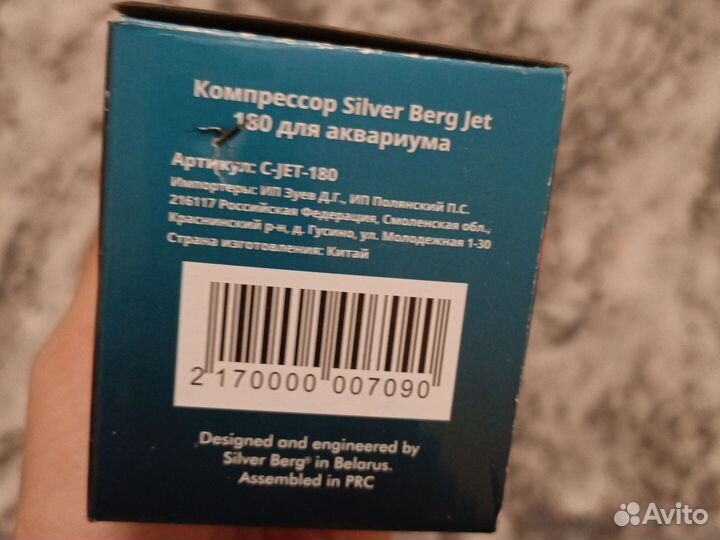 Компрессор Silver Berg Jet
180 для аквариума
Артикул: C-JET-180
Импортеры: ИП Зуев Д.Г., ИП Полянский П.С.
216117 Российская Федерация, Смоленская обл.,
Краснинский р-н, д. Гусино, ул. Молодежная 1-30
Страна изготовления: Китай
2 170000 007090
Designed and engineered by
Silver Berg® in Belarus.
Assembled in PRC
Avito